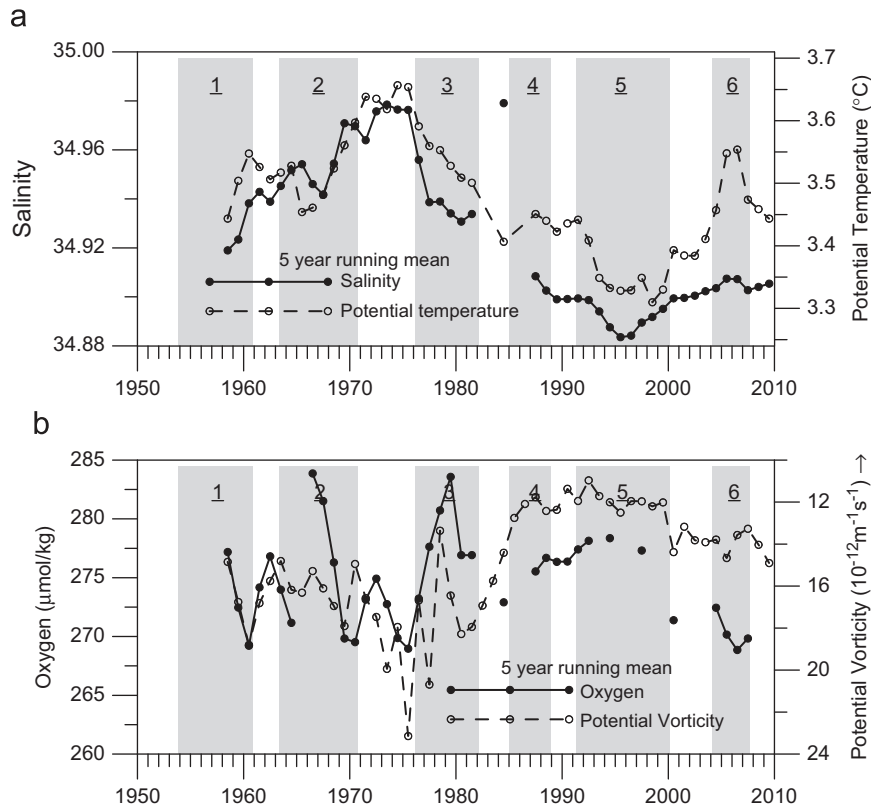 a
35.00
34.96
34.92
34.88
Salinity
3.7
3.6
3.5
3.4
3.3
Potential Temperature (°C)
1 2 3 4 5 6
5 year running mean
Salinity
Potential temperature
1950 1960 1970 1980 1990 2000 2010
b
285
280
275
270
265
260
Oxygen (μmol/kg)
12
16
20
24
Potential Vorticity (10⁻¹²m⁻¹s⁻¹) →
1 2 3 4 5 6
5 year running mean
Oxygen
Potential Vorticity
1950 1960 1970 1980 1990 2000 2010